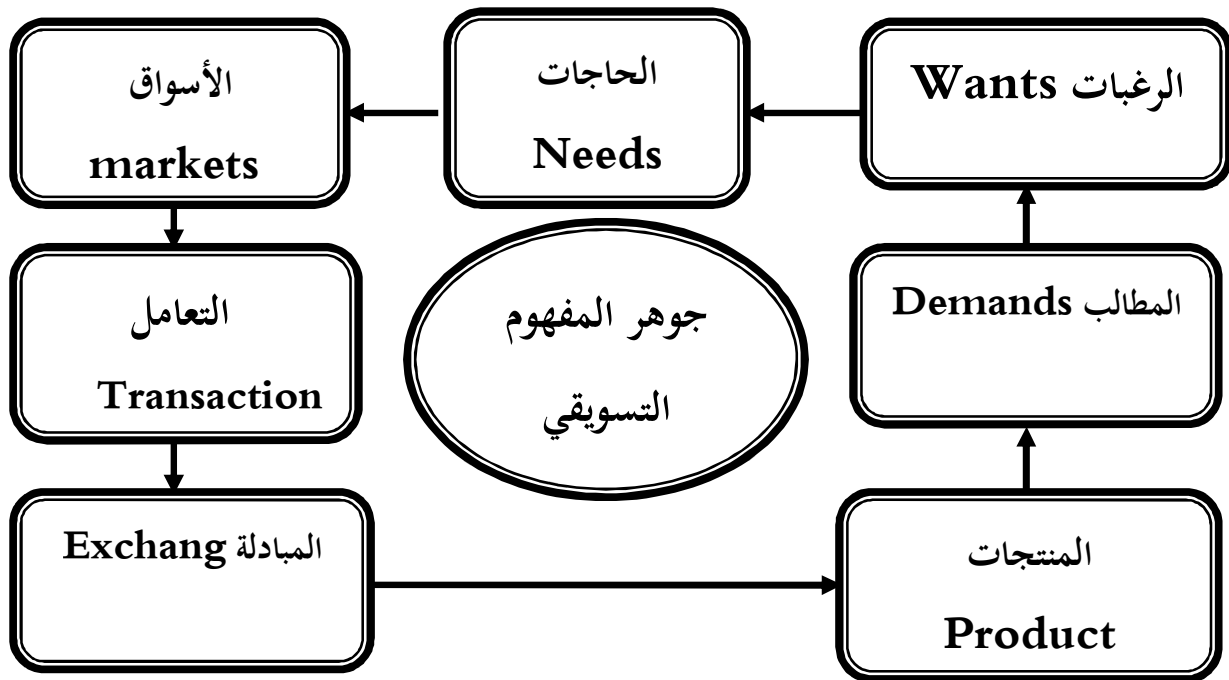 الأسواق
markets
الحاجات
Needs
الرغبات Wants
التعامل
Transaction
جوهر المفهوم
التسويقي
المطالب Demands
المبادلة Exchang
المنتجات
Product